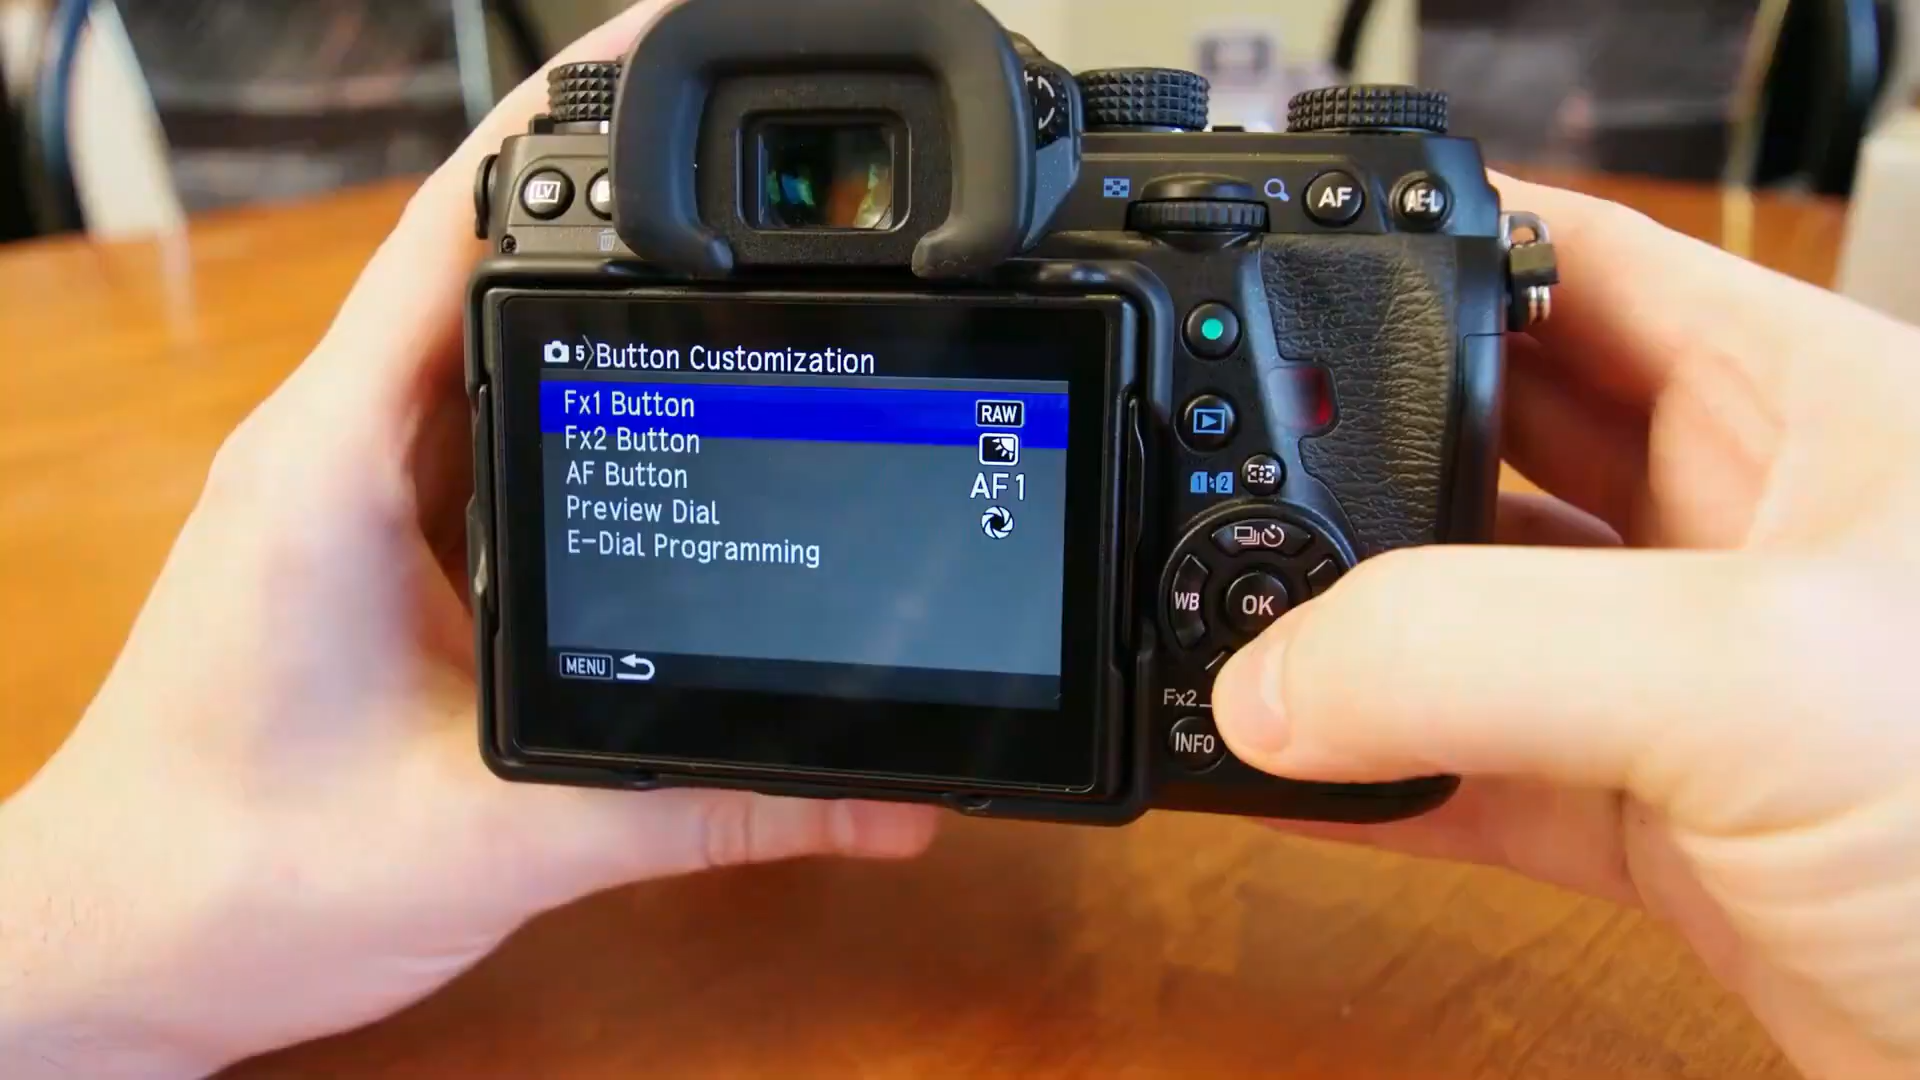 LV
AF
AE-L
5 Button Customization
Fx1 Button RAW
Fx2 Button
AF Button AF1
Preview Dial
E-Dial Programming
MENU
1 2
WB
OK
Fx2
INFO